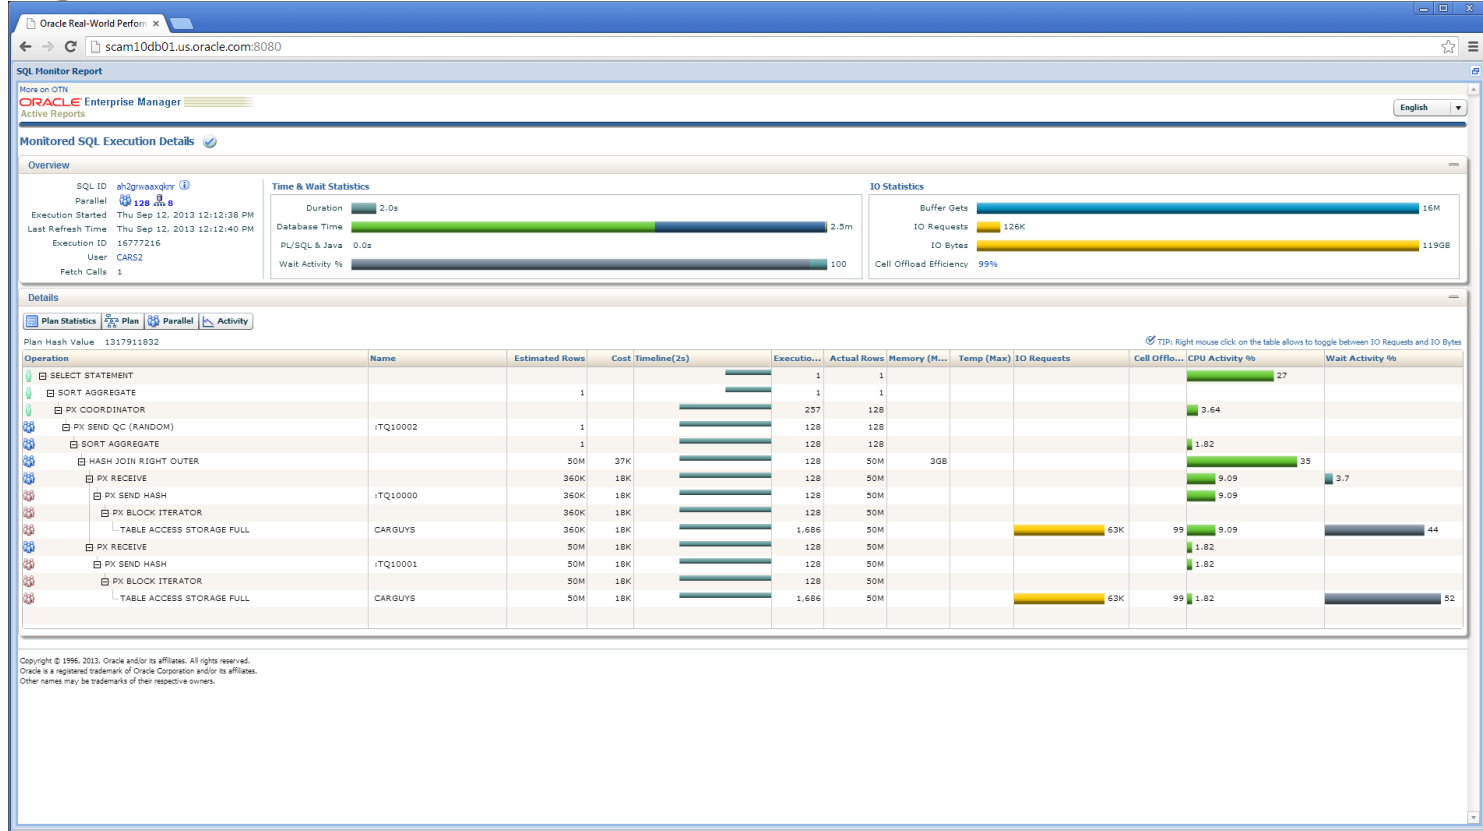 Oracle Real-World Perform
scam10db01.us.oracle.com:8080
SQL Monitor Report
More on OTN
ORACLE Enterprise Manager
Active Reports
English
Monitored SQL Execution Details
Overview
SQL ID ah2grwaaxqknr
Parallel 128 8
Execution Started Thu Sep 12, 2013 12:12:38 PM
Last Refresh Time Thu Sep 12, 2013 12:12:40 PM
Execution ID 16777216
User CARS2
Fetch Calls 1
Time & Wait Statistics
Duration 2.0s
Database Time 2.5m
PL/SQL & Java 0.0s
Wait Activity % 100
IO Statistics
Buffer Gets 16M
IO Requests 126K
IO Bytes 119GB
Cell Offload Efficiency 99%
Details
Plan Statistics Plan Parallel Activity
Plan Hash Value 1317911832
TIP: Right mouse click on the table allows to toggle between IO Requests and IO Bytes
Operation Name Estimated Rows Cost Timeline(2s) Executio... Actual Rows Memory (M... Temp (Max) IO Requests Cell Offlo... CPU Activity % Wait Activity %
SELECT STATEMENT 1 1 27
SORT AGGREGATE 1 1 1
PX COORDINATOR 257 128 3.64
PX SEND QC (RANDOM) :TQ10002 1 128 128
SORT AGGREGATE 1 128 128 1.82
HASH JOIN RIGHT OUTER 50M 37K 128 50M 3GB 35
PX RECEIVE 360K 18K 128 50M 9.09 3.7
PX SEND HASH :TQ10000 360K 18K 128 50M 9.09
PX BLOCK ITERATOR 360K 18K 128 50M
TABLE ACCESS STORAGE FULL CARGUYS 360K 18K 1,686 50M 63K 99 9.09 44
PX RECEIVE 50M 18K 128 50M 1.82
PX SEND HASH :TQ10001 50M 18K 128 50M 1.82
PX BLOCK ITERATOR 50M 18K 128 50M
TABLE ACCESS STORAGE FULL CARGUYS 50M 18K 1,686 50M 63K 99 1.82 52
Copyright © 1996, 2013, Oracle and/or its affiliates. All rights reserved.
Oracle is a registered trademark of Oracle Corporation and/or its affiliates.
Other names may be trademarks of their respective owners.